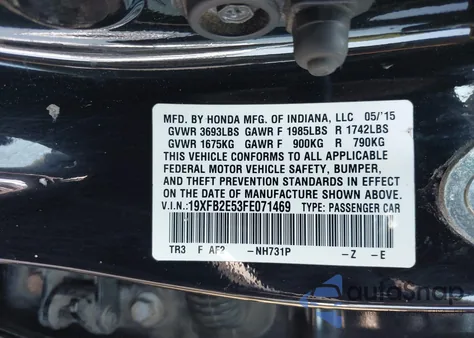 MFD. BY HONDA MFG. OF INDIANA, LLC 05/'15
GVWR 3693LBS GAWR F 1985LBS R 1742LBS
GVWR 1675KG GAWR F 900KG R 790KG
THIS VEHICLE CONFORMS TO ALL APPLICABLE
FEDERAL MOTOR VEHICLE SAFETY, BUMPER,
AND THEFT PREVENTION STANDARDS IN EFFECT
ON THE DATE OF MANUFACTURE SHOWN ABOVE.
V.I.N.: 19XFB2E53FE071469 TYPE: PASSENGER CAR
TR3 F -NH731P -Z -E
autoSnap